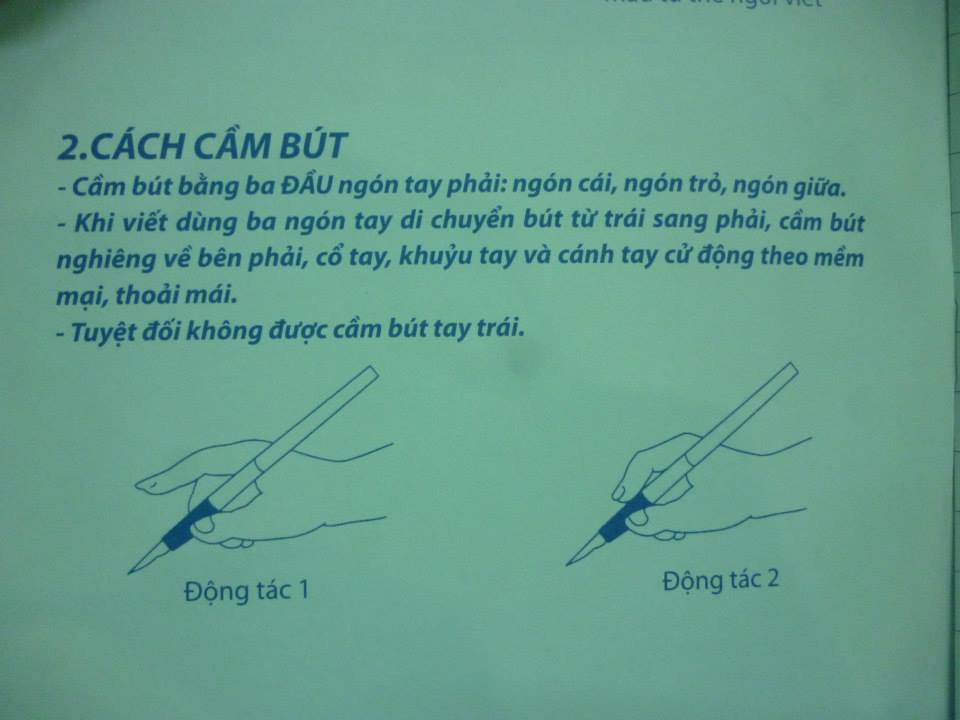 2.CÁCH CẦM BÚT
- Cầm bút bằng ba ĐẦU ngón tay phải: ngón cái, ngón trỏ, ngón giữa.
- Khi viết dùng ba ngón tay di chuyển bút từ trái sang phải, cầm bút
nghiêng về bên phải, cổ tay, khuỷu tay và cánh tay cử động theo mềm
mại, thoải mái.
- Tuyệt đối không được cầm bút tay trái.
Động tác 1
Động tác 2